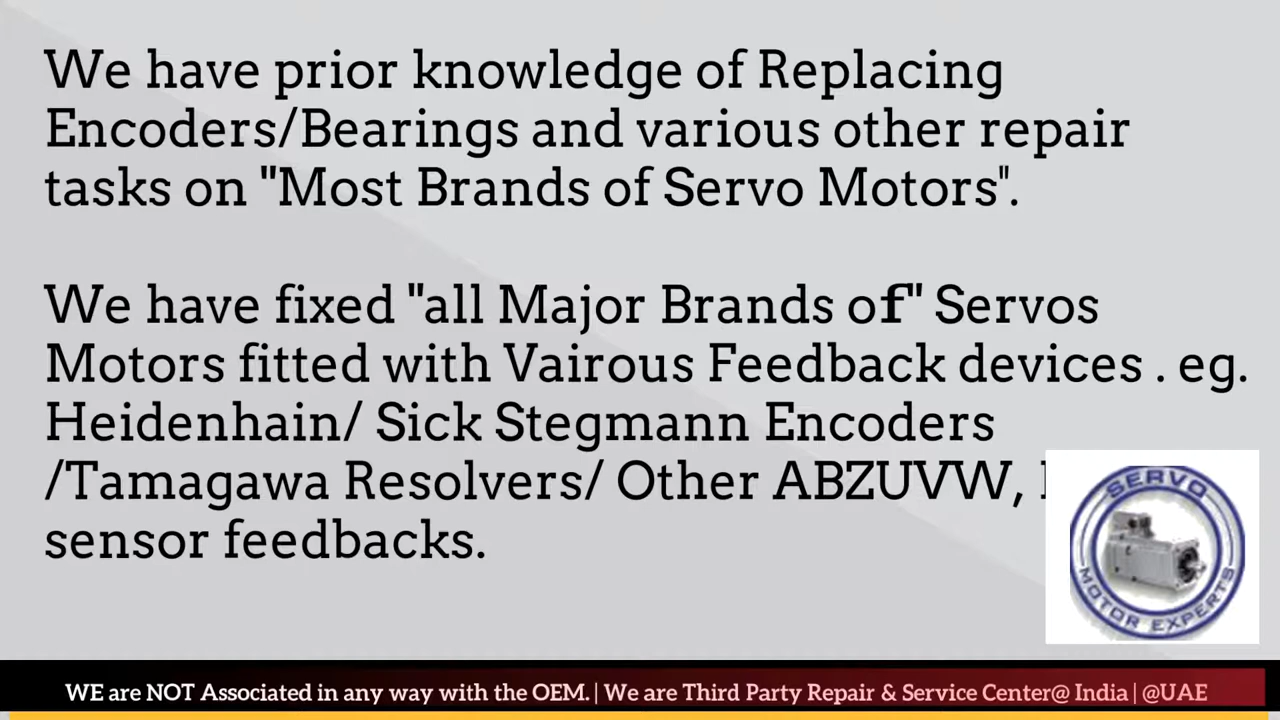 We have prior knowledge of Replacing
Encoders/Bearings and various other repair
tasks on "Most Brands of Servo Motors".
We have fixed "all Major Brands of" Servos
Motors fitted with Vairous Feedback devices . eg.
Heidenhain/ Sick Stegmann Encoders
/Tamagawa Resolvers/ Other ABZUVW,
sensor feedbacks.
SERVO
MOTOR EXPERTS
WE are NOT Associated in any way with the OEM. | We are Third Party Repair & Service Center@ India | @UAE